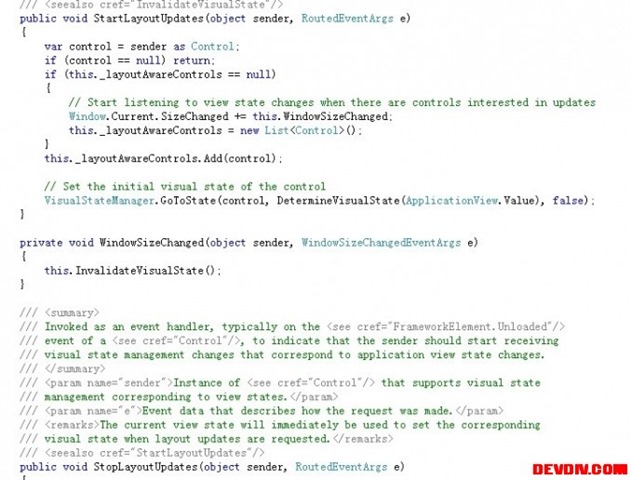 /// <seealso cref="InvalidateVisualState"/>
public void StartLayoutUpdates(object sender, RoutedEventArgs e)
{
var control = sender as Control;
if (control == null) return;
if (this._layoutAwareControls == null)
{
// Start listening to view state changes when there are controls interested in updates
Window.Current.SizeChanged += this.WindowSizeChanged;
this._layoutAwareControls = new List<Control>();
}
this._layoutAwareControls.Add(control);
// Set the initial visual state of the control
VisualStateManager.GoToState(control, DetermineVisualState(ApplicationView.Value), false);
}
private void WindowSizeChanged(object sender, WindowSizeChangedEventArgs e)
{
this.InvalidateVisualState();
}
/// <summary>
/// Invoked as an event handler, typically on the <see cref="FrameworkElement.Unloaded"/>
/// event of a <see cref="Control"/>, to indicate that the sender should start receiving
/// visual state management changes that correspond to application view state changes.
/// </summary>
/// <param name="sender">Instance of <see cref="Control"/> that supports visual state
/// management corresponding to view states.</param>
/// <param name="e">Event data that describes how the request was made.</param>
/// <remarks>The current view state will immediately be used to set the corresponding
/// visual state when layout updates are requested.</remarks>
/// <seealso cref="StartLayoutUpdates"/>
public void StopLayoutUpdates(object sender, RoutedEventArgs e)
{
DEVDIV.COM